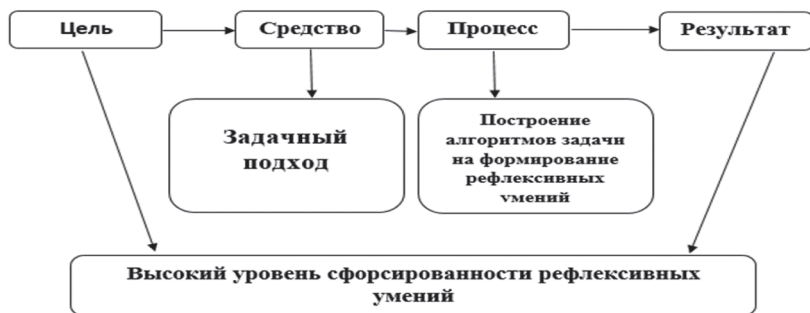 Цель
Средство
Процесс
Результат
Задачный
подход
Построение
алгоритмов задачи
на формирование
рефлексивных
умений
Высокий уровень сфорсированности рефлексивных
умений